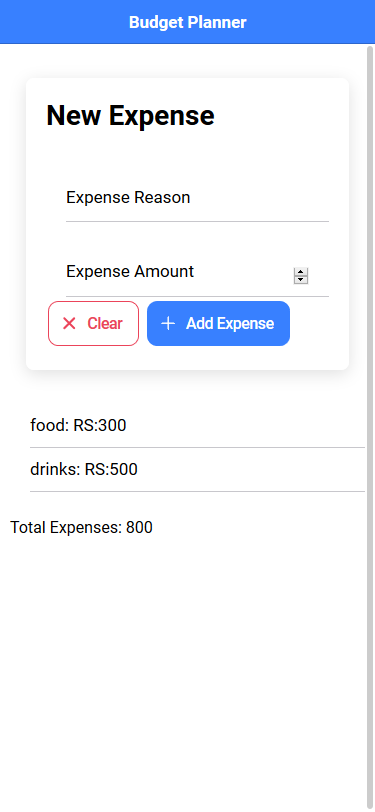 Budget Planner
New Expense
Expense Reason
Expense Amount
Clear
Add Expense
food: RS:300
drinks: RS:500
Total Expenses: 800